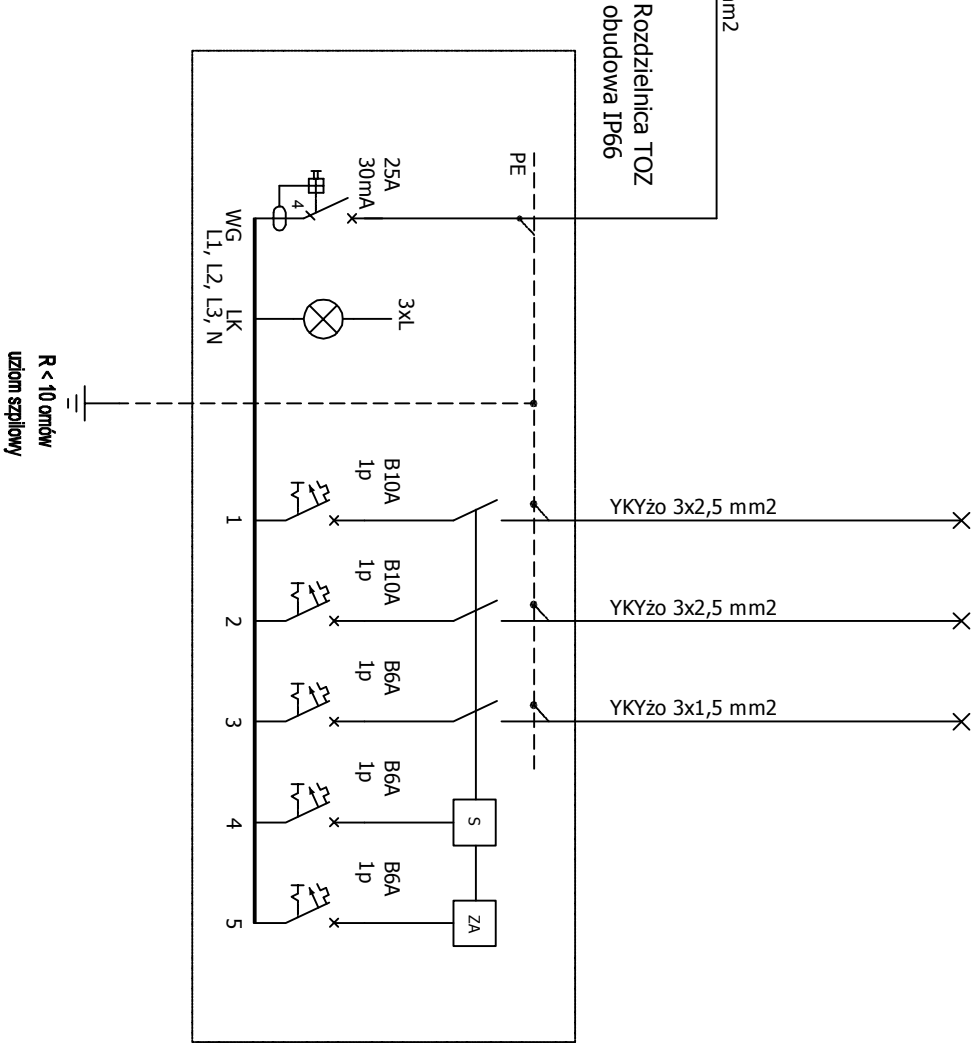 mm2
Rozdzielnica TOZ
obudowa IP66
PE
25A
30mA
4
WG
L1, L2, L3, N
LK
3xL
R < 10 omów
uziom szpilowy
B10A
1p
1
YKYżo 3x2,5 mm2
B10A
1p
2
YKYżo 3x2,5 mm2
B6A
1p
3
YKYżo 3x1,5 mm2
B6A
1p
4
S
B6A
1p
5
ZA